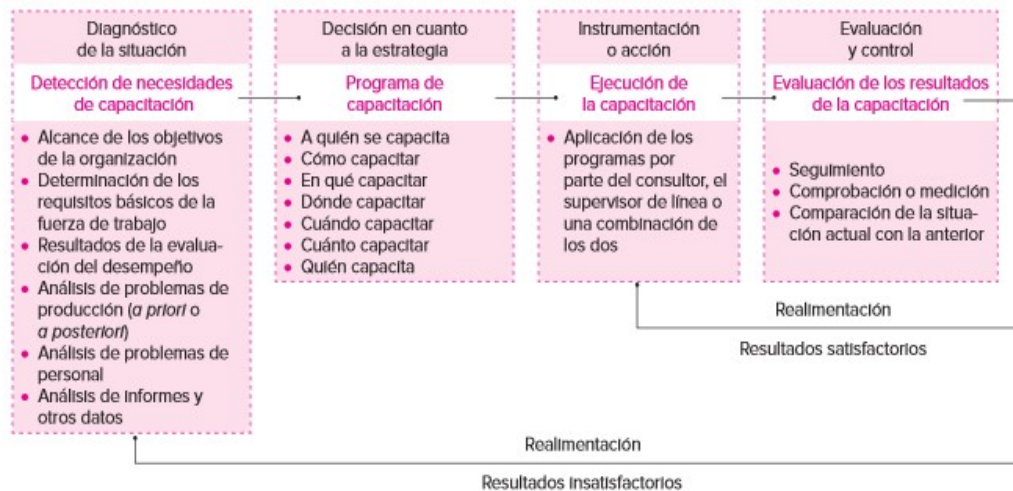 Diagnóstico
de la situación
Detección de necesidades
de capacitación
• Alcance de los objetivos
de la organización
• Determinación de los
requisitos básicos de la
fuerza de trabajo
• Resultados de la evalua-
ción del desempeño
• Análisis de problemas de
producción (a priori o
a posteriori)
• Análisis de problemas de
personal
• Análisis de informes y
otros datos
Decisión en cuanto
a la estrategia
Programa de
capacitación
• A quién se capacita
• Cómo capacitar
• En qué capacitar
• Dónde capacitar
• Cuándo capacitar
• Cuánto capacitar
• Quién capacita
Instrumentación
o acción
Ejecución de
la capacitación
• Aplicación de los
programas por
parte del consultor, el
supervisor de línea o
una combinación de
los dos
Evaluación
y control
Evaluación de los resultados
de la capacitación
• Seguimiento
• Comprobación o medición
• Comparación de la situa-
ción actual con la anterior
Realimentación
Resultados satisfactorios
Realimentación
Resultados insatisfactorios